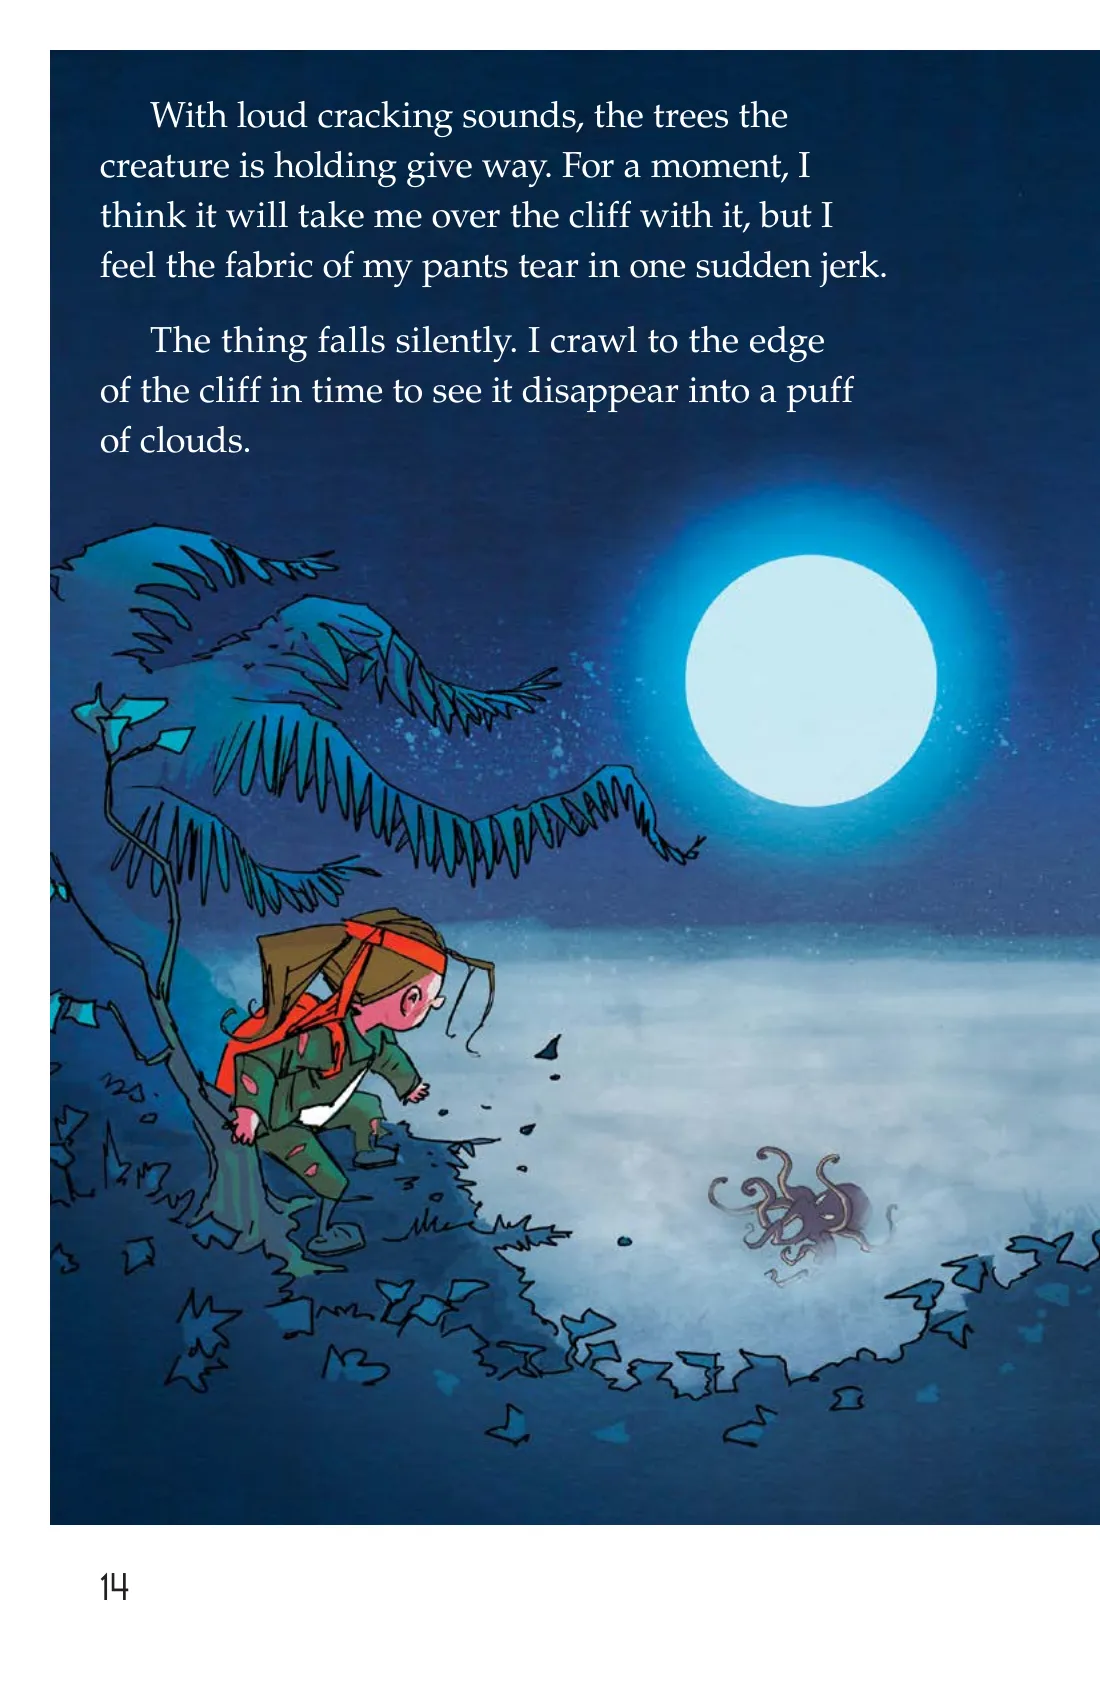 With loud cracking sounds, the trees the
creature is holding give way. For a moment, I
think it will take me over the cliff with it, but I
feel the fabric of my pants tear in one sudden jerk.
The thing falls silently. I crawl to the edge
of the cliff in time to see it disappear into a puff
of clouds.
14